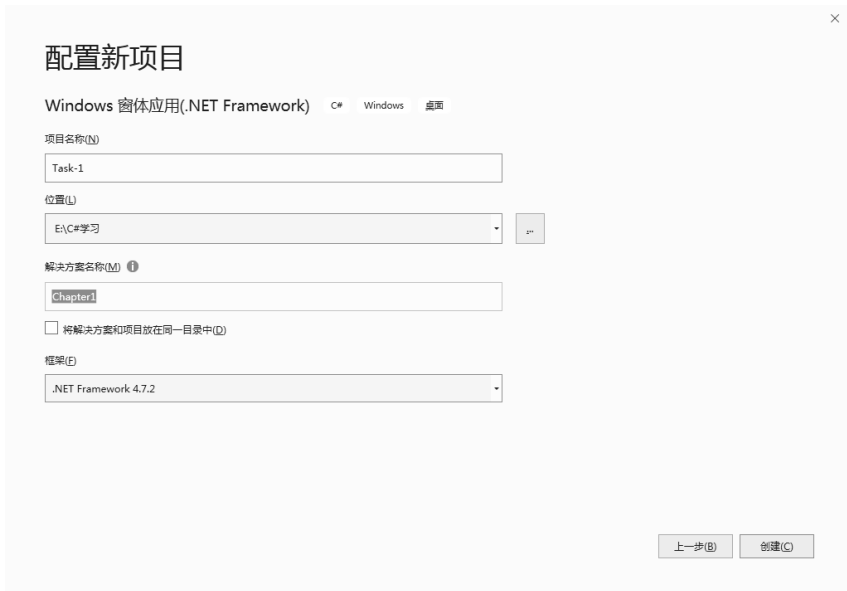 配置新项目
Windows 窗体应用(.NET Framework) C# Windows 桌面
项目名称(N)
Task-1
位置(L)
E:\C#学习
...
解决方案名称(M)
Chapter1
将解决方案和项目放在同一目录中(D)
框架(F)
.NET Framework 4.7.2
上一步(B) 创建(C)